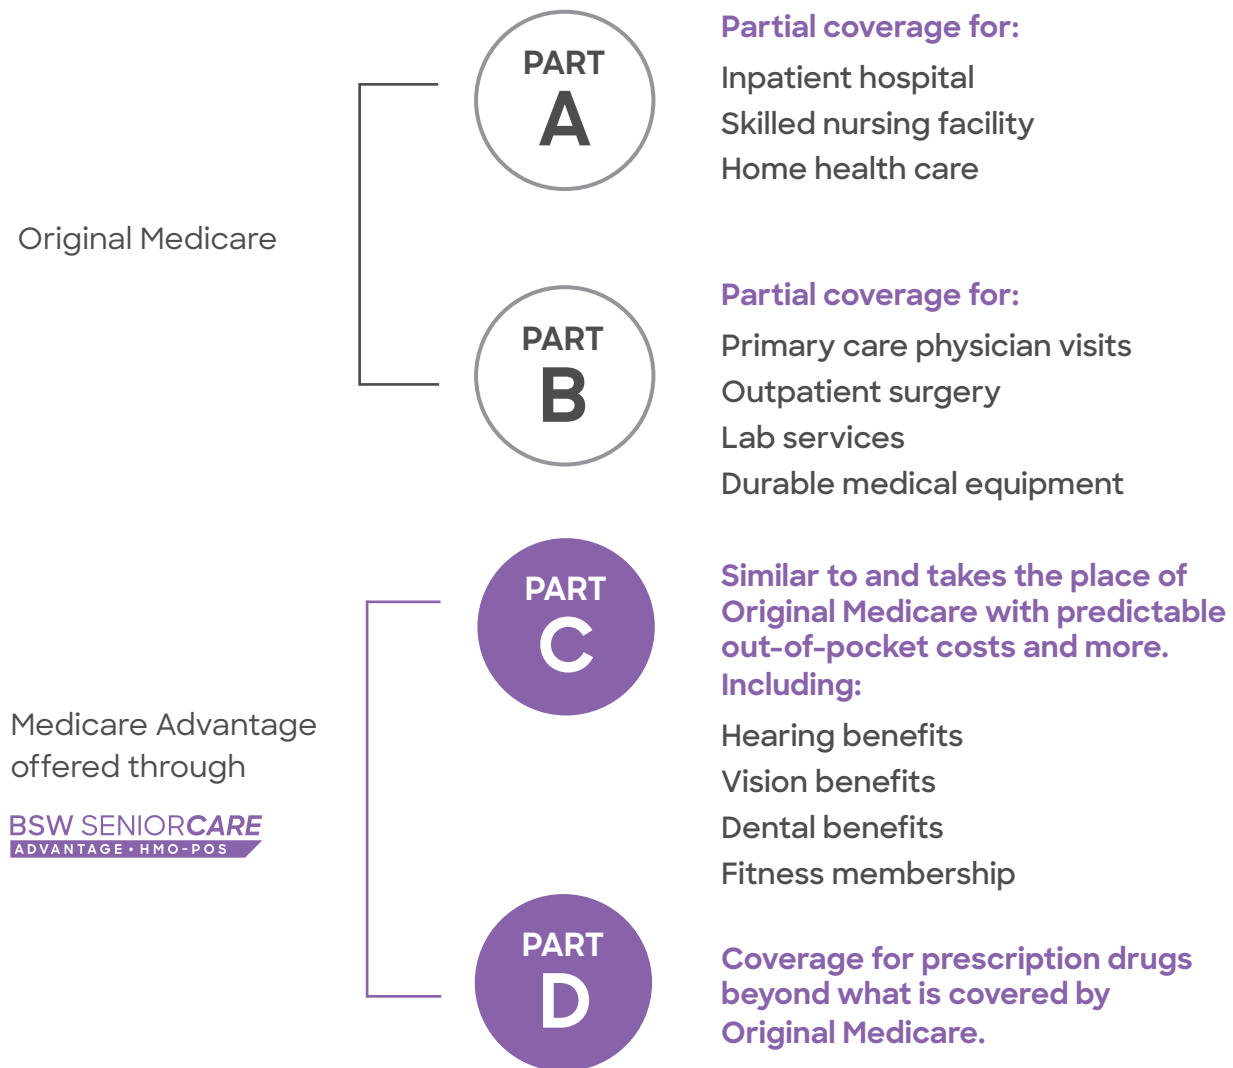 Original Medicare
PART
A
Partial coverage for:
Inpatient hospital
Skilled nursing facility
Home health care
PART
B
Partial coverage for:
Primary care physician visits
Outpatient surgery
Lab services
Durable medical equipment
Medicare Advantage
offered through
BSW SENIORCARE
ADVANTAGE • HMO-POS
PART
C
Similar to and takes the place of
Original Medicare with predictable
out-of-pocket costs and more.
Including:
Hearing benefits
Vision benefits
Dental benefits
Fitness membership
PART
D
Coverage for prescription drugs
beyond what is covered by
Original Medicare.